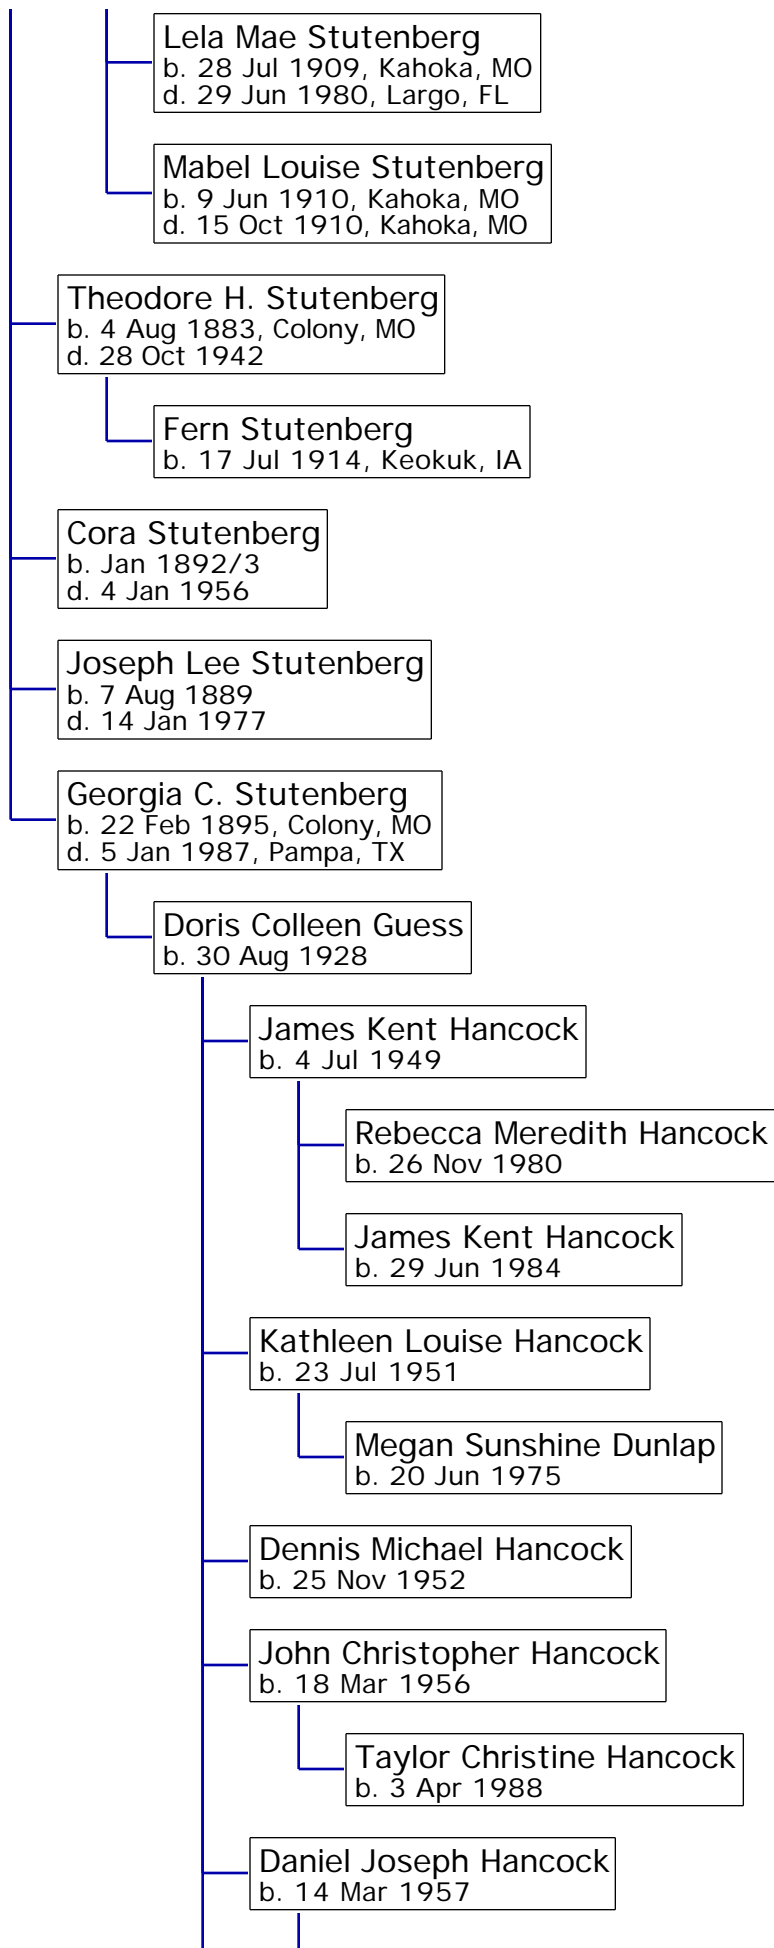 Lela Mae Stutenberg
b. 28 Jul 1909, Kahoka, MO
d. 29 Jun 1980, Largo, FL
Mabel Louise Stutenberg
b. 9 Jun 1910, Kahoka, MO
d. 15 Oct 1910, Kahoka, MO
Theodore H. Stutenberg
b. 4 Aug 1883, Colony, MO
d. 28 Oct 1942
Fern Stutenberg
b. 17 Jul 1914, Keokuk, IA
Cora Stutenberg
b. Jan 1892/3
d. 4 Jan 1956
Joseph Lee Stutenberg
b. 7 Aug 1889
d. 14 Jan 1977
Georgia C. Stutenberg
b. 22 Feb 1895, Colony, MO
d. 5 Jan 1987, Pampa, TX
Doris Colleen Guess
b. 30 Aug 1928
James Kent Hancock
b. 4 Jul 1949
Rebecca Meredith Hancock
b. 26 Nov 1980
James Kent Hancock
b. 29 Jun 1984
Kathleen Louise Hancock
b. 23 Jul 1951
Megan Sunshine Dunlap
b. 20 Jun 1975
Dennis Michael Hancock
b. 25 Nov 1952
John Christopher Hancock
b. 18 Mar 1956
Taylor Christine Hancock
b. 3 Apr 1988
Daniel Joseph Hancock
b. 14 Mar 1957